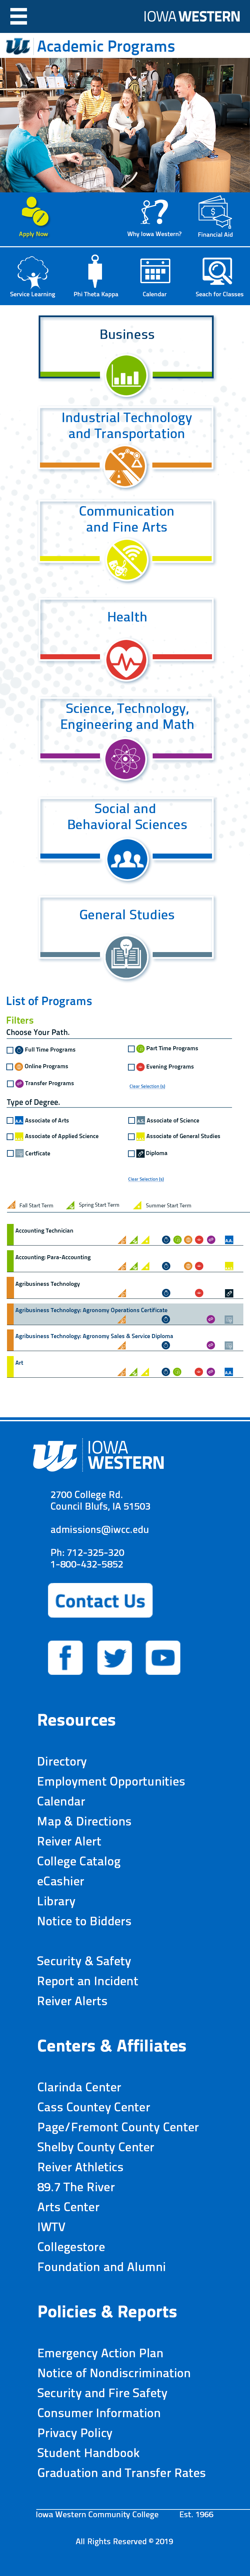 IOWA WESTERN
Academic Programs
Apply Now
Why Iowa Western?
Financial Aid
Service Learning
Phi Theta Kappa
Calendar
Seach for Classes
Business
Industrial Technology
and Transportation
Communication
and Fine Arts
Health
Science, Technology,
Engineering and Math
Social and
Behavioral Sciences
General Studies
List of Programs
Filters
Choose Your Path.
Full Time Programs
Part Time Programs
Online Programs
Evening Programs
Transfer Programs
Clear Selection (s)
Type of Degree.
Associate of Arts
Associate of Science
Associate of Applied Science
Associate of General Studies
Certficate
Diploma
Clear Selection (s)
Fall Start Term
Spring Start Term
Summer Start Term
Accounting Technician
Accounting: Para-Accounting
Agribusiness Technology
Agribusiness Technology: Agronomy Operations Certificate
Agribusiness Technology: Agronomy Sales & Service Diploma
Art
IOWA
WESTERN
2700 College Rd.
Council Blufs, IA 51503
admissions@iwcc.edu
Ph: 712-325-320
1-800-432-5852
Contact Us
Resources
Directory
Employment Opportunities
Calendar
Map & Directions
Reiver Alert
College Catalog
eCashier
Library
Notice to Bidders
Security & Safety
Report an Incident
Reiver Alerts
Centers & Affiliates
Clarinda Center
Cass Countey Center
Page/Fremont County Center
Shelby County Center
Reiver Athletics
89.7 The River
Arts Center
IWTV
Collegestore
Foundation and Alumni
Policies & Reports
Emergency Action Plan
Notice of Nondiscrimination
Security and Fire Safety
Consumer Information
Privacy Policy
Student Handbook
Graduation and Transfer Rates
Iowa Western Community College Est. 1966
All Rights Reserved © 2019